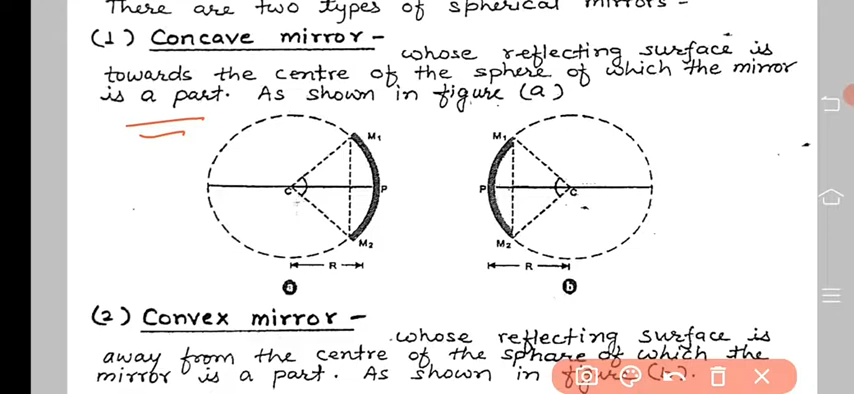 There are two types of spherical mirrors-
(1) Concave mirror- whose reflecting surface is
towards the centre of the sphere of which the mirror
is a part. As shown in figure (a)
M1 M1
C P P C
M2 M2
R R
a b
(2) Convex mirror- whose reflecting surface is
away from the centre of the sphare of which the
mirror is a part. As shown in figure (b).